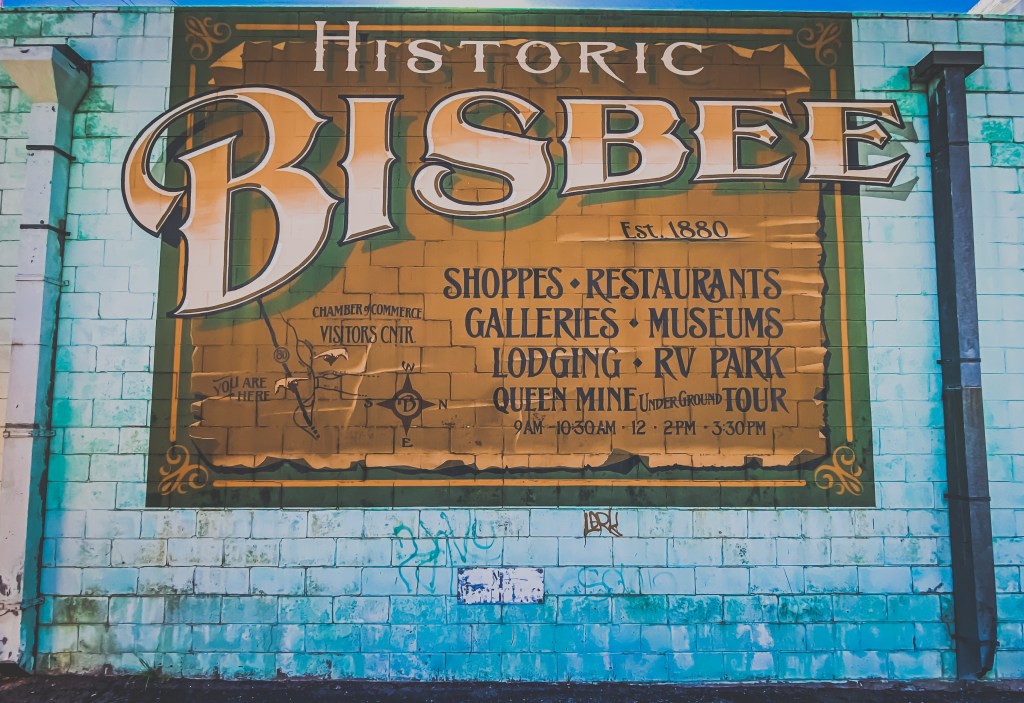 HISTORIC
BISBEE
Est. 1880
SHOPPES • RESTAURANTS
GALLERIES • MUSEUMS
LODGING • RV PARK
QUEEN MINE UNDERGROUND TOUR
9AM - 10:30AM - 12 - 2PM - 3:30PM
CHAMBER of COMMERCE
VISITORS CNTR.
80
YOU ARE
HERE
W
S B N
E